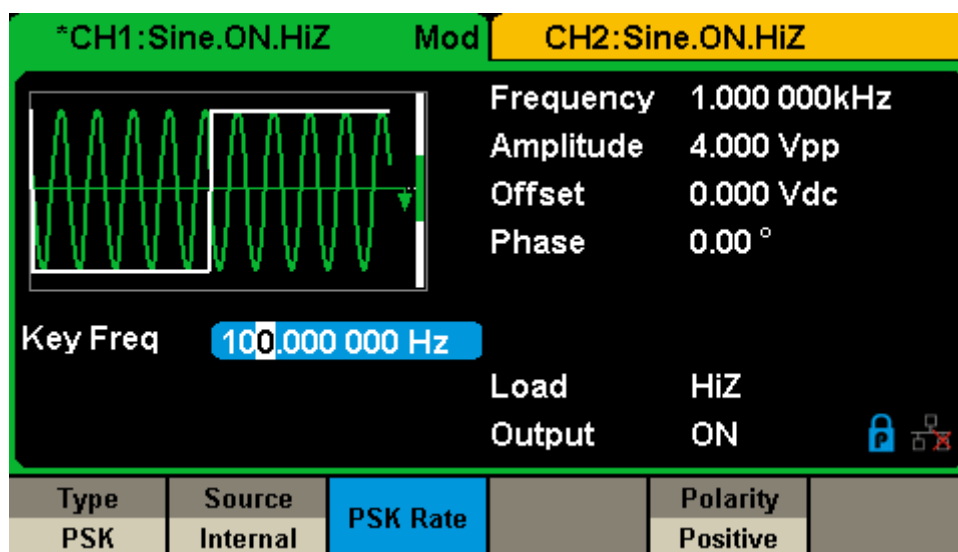 *CH1:Sine.ON.HiZ Mod CH2:Sine.ON.HiZ
Frequency 1.000 000kHz
Amplitude 4.000 Vpp
Offset 0.000 Vdc
Phase 0.00 °
Key Freq 100.000 000 Hz
Load HiZ
Output ON
P
Type Source PSK Rate Polarity
PSK Internal Positive